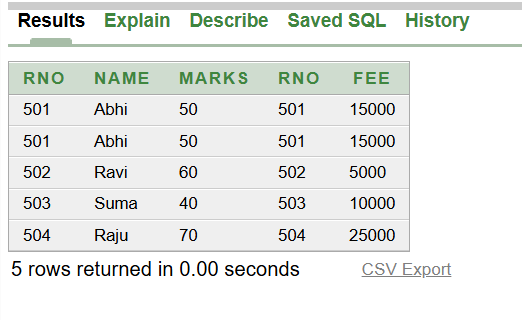 Results Explain Describe Saved SQL History
RNO NAME MARKS RNO FEE
501 Abhi 50 501 15000
501 Abhi 50 501 15000
502 Ravi 60 502 5000
503 Suma 40 503 10000
504 Raju 70 504 25000
5 rows returned in 0.00 seconds CSV Export